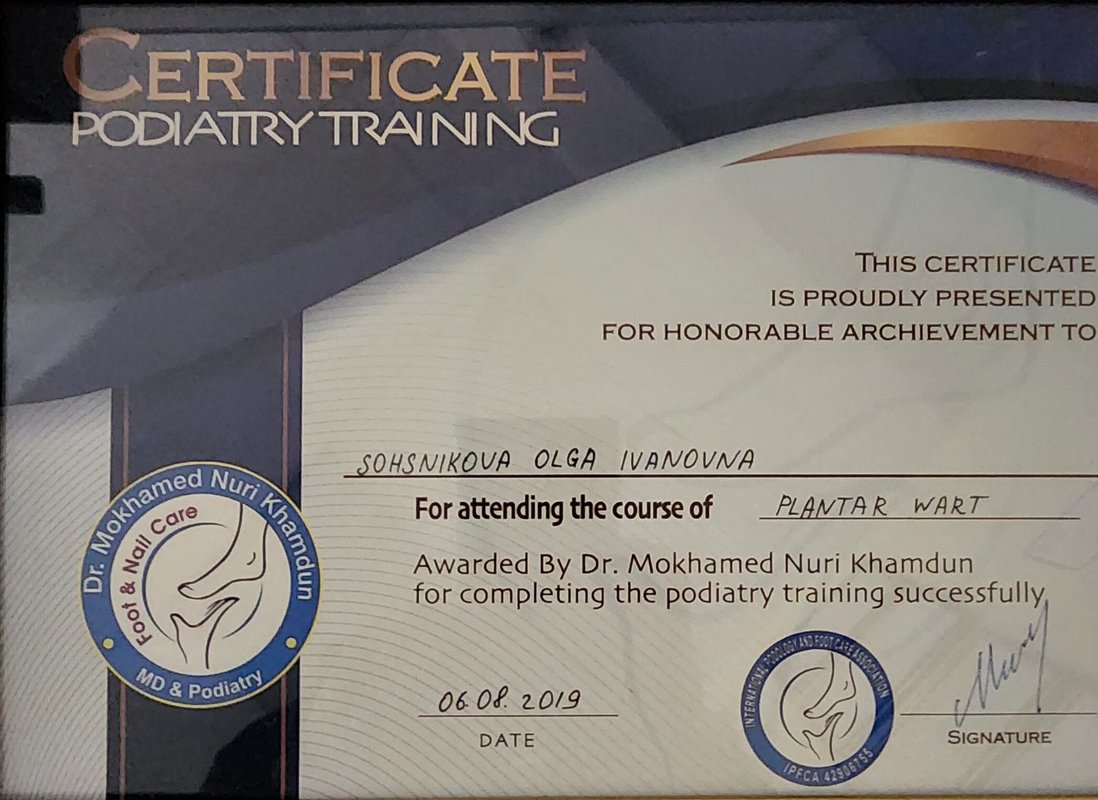 CERTIFICATE
PODIATRY TRAINING
THIS CERTIFICATE
IS PROUDLY PRESENTED
FOR HONORABLE ARCHIEVEMENT TO
SOHSNIKOVA OLGA IVANOVNA
For attending the course of PLANTAR WART
Awarded By Dr. Mokhamed Nuri Khamdun
for completing the podiatry training successfully
Dr. Mokhamed Nuri Khamdun
Foot & Nail Care
MD & Podiatry
INTERNATIONAL PODOLOGY AND FOOT CARE ASSOCIATION
IPFCA 42906755
06.08.2019
DATE
SIGNATURE